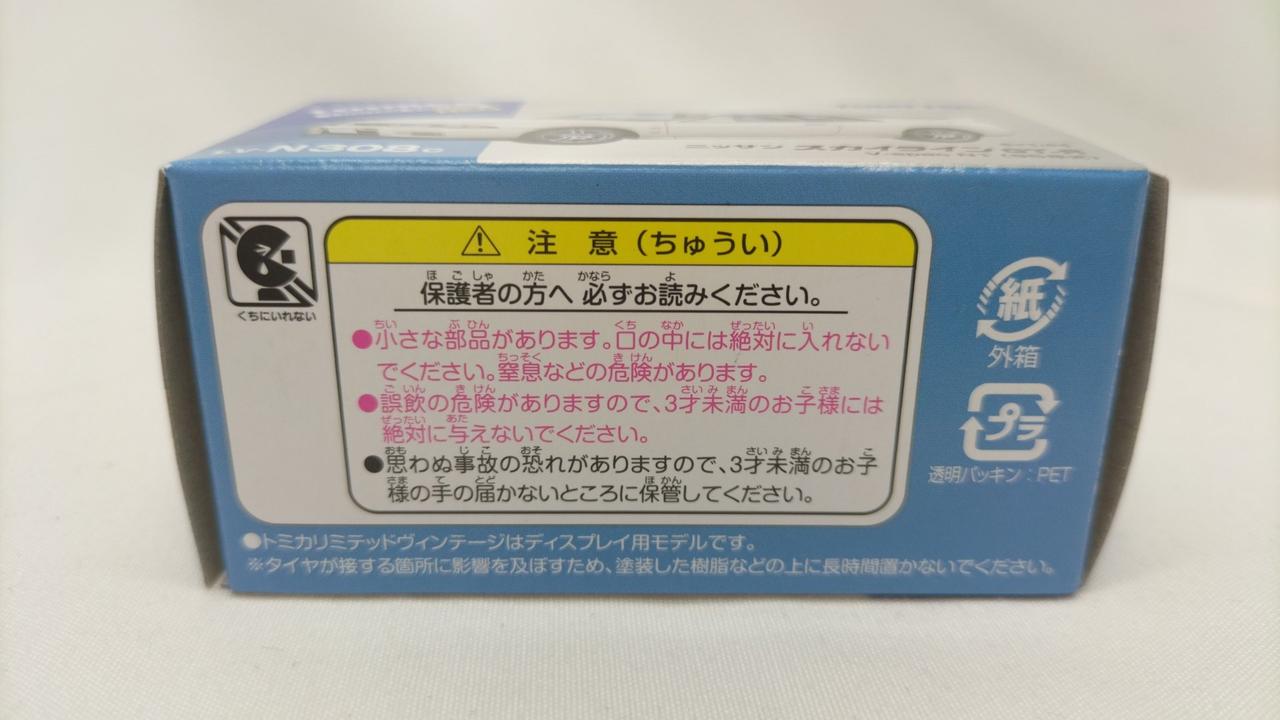 N308c
ニッサン スカイライン
くちにいれない
注 意（ちゅうい）
保護者の方へ 必ずお読みください。
●小さな部品があります。口の中には絶対に入れない
でください。窒息などの危険があります。
●誤飲の危険がありますので、3才未満のお子様には
絶対に与えないでください。
●思わぬ事故の恐れがありますので、3才未満のお子
様の手の届かないところに保管してください。
紙
外箱
プラ
透明パッキン：PET
●トミカリミテッドヴィンテージはディスプレイ用モデルです。
※タイヤが接する箇所に影響を及ぼすため、塗装した樹脂などの上に長時間置かないでください。